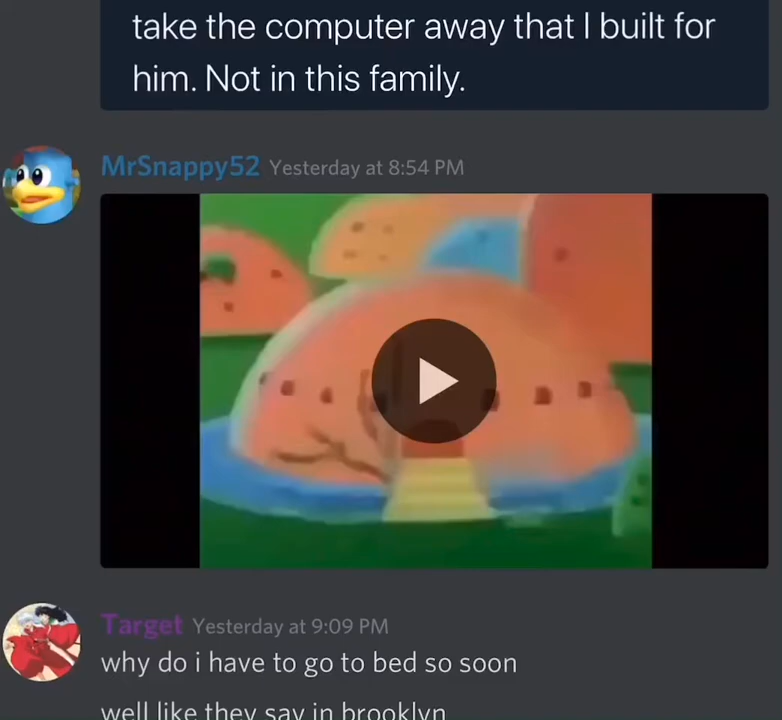 take the computer away that I built for
him. Not in this family.
MrSnappy52 Yesterday at 8:54 PM
Target Yesterday at 9:09 PM
why do i have to go to bed so soon
well like they say in brooklyn